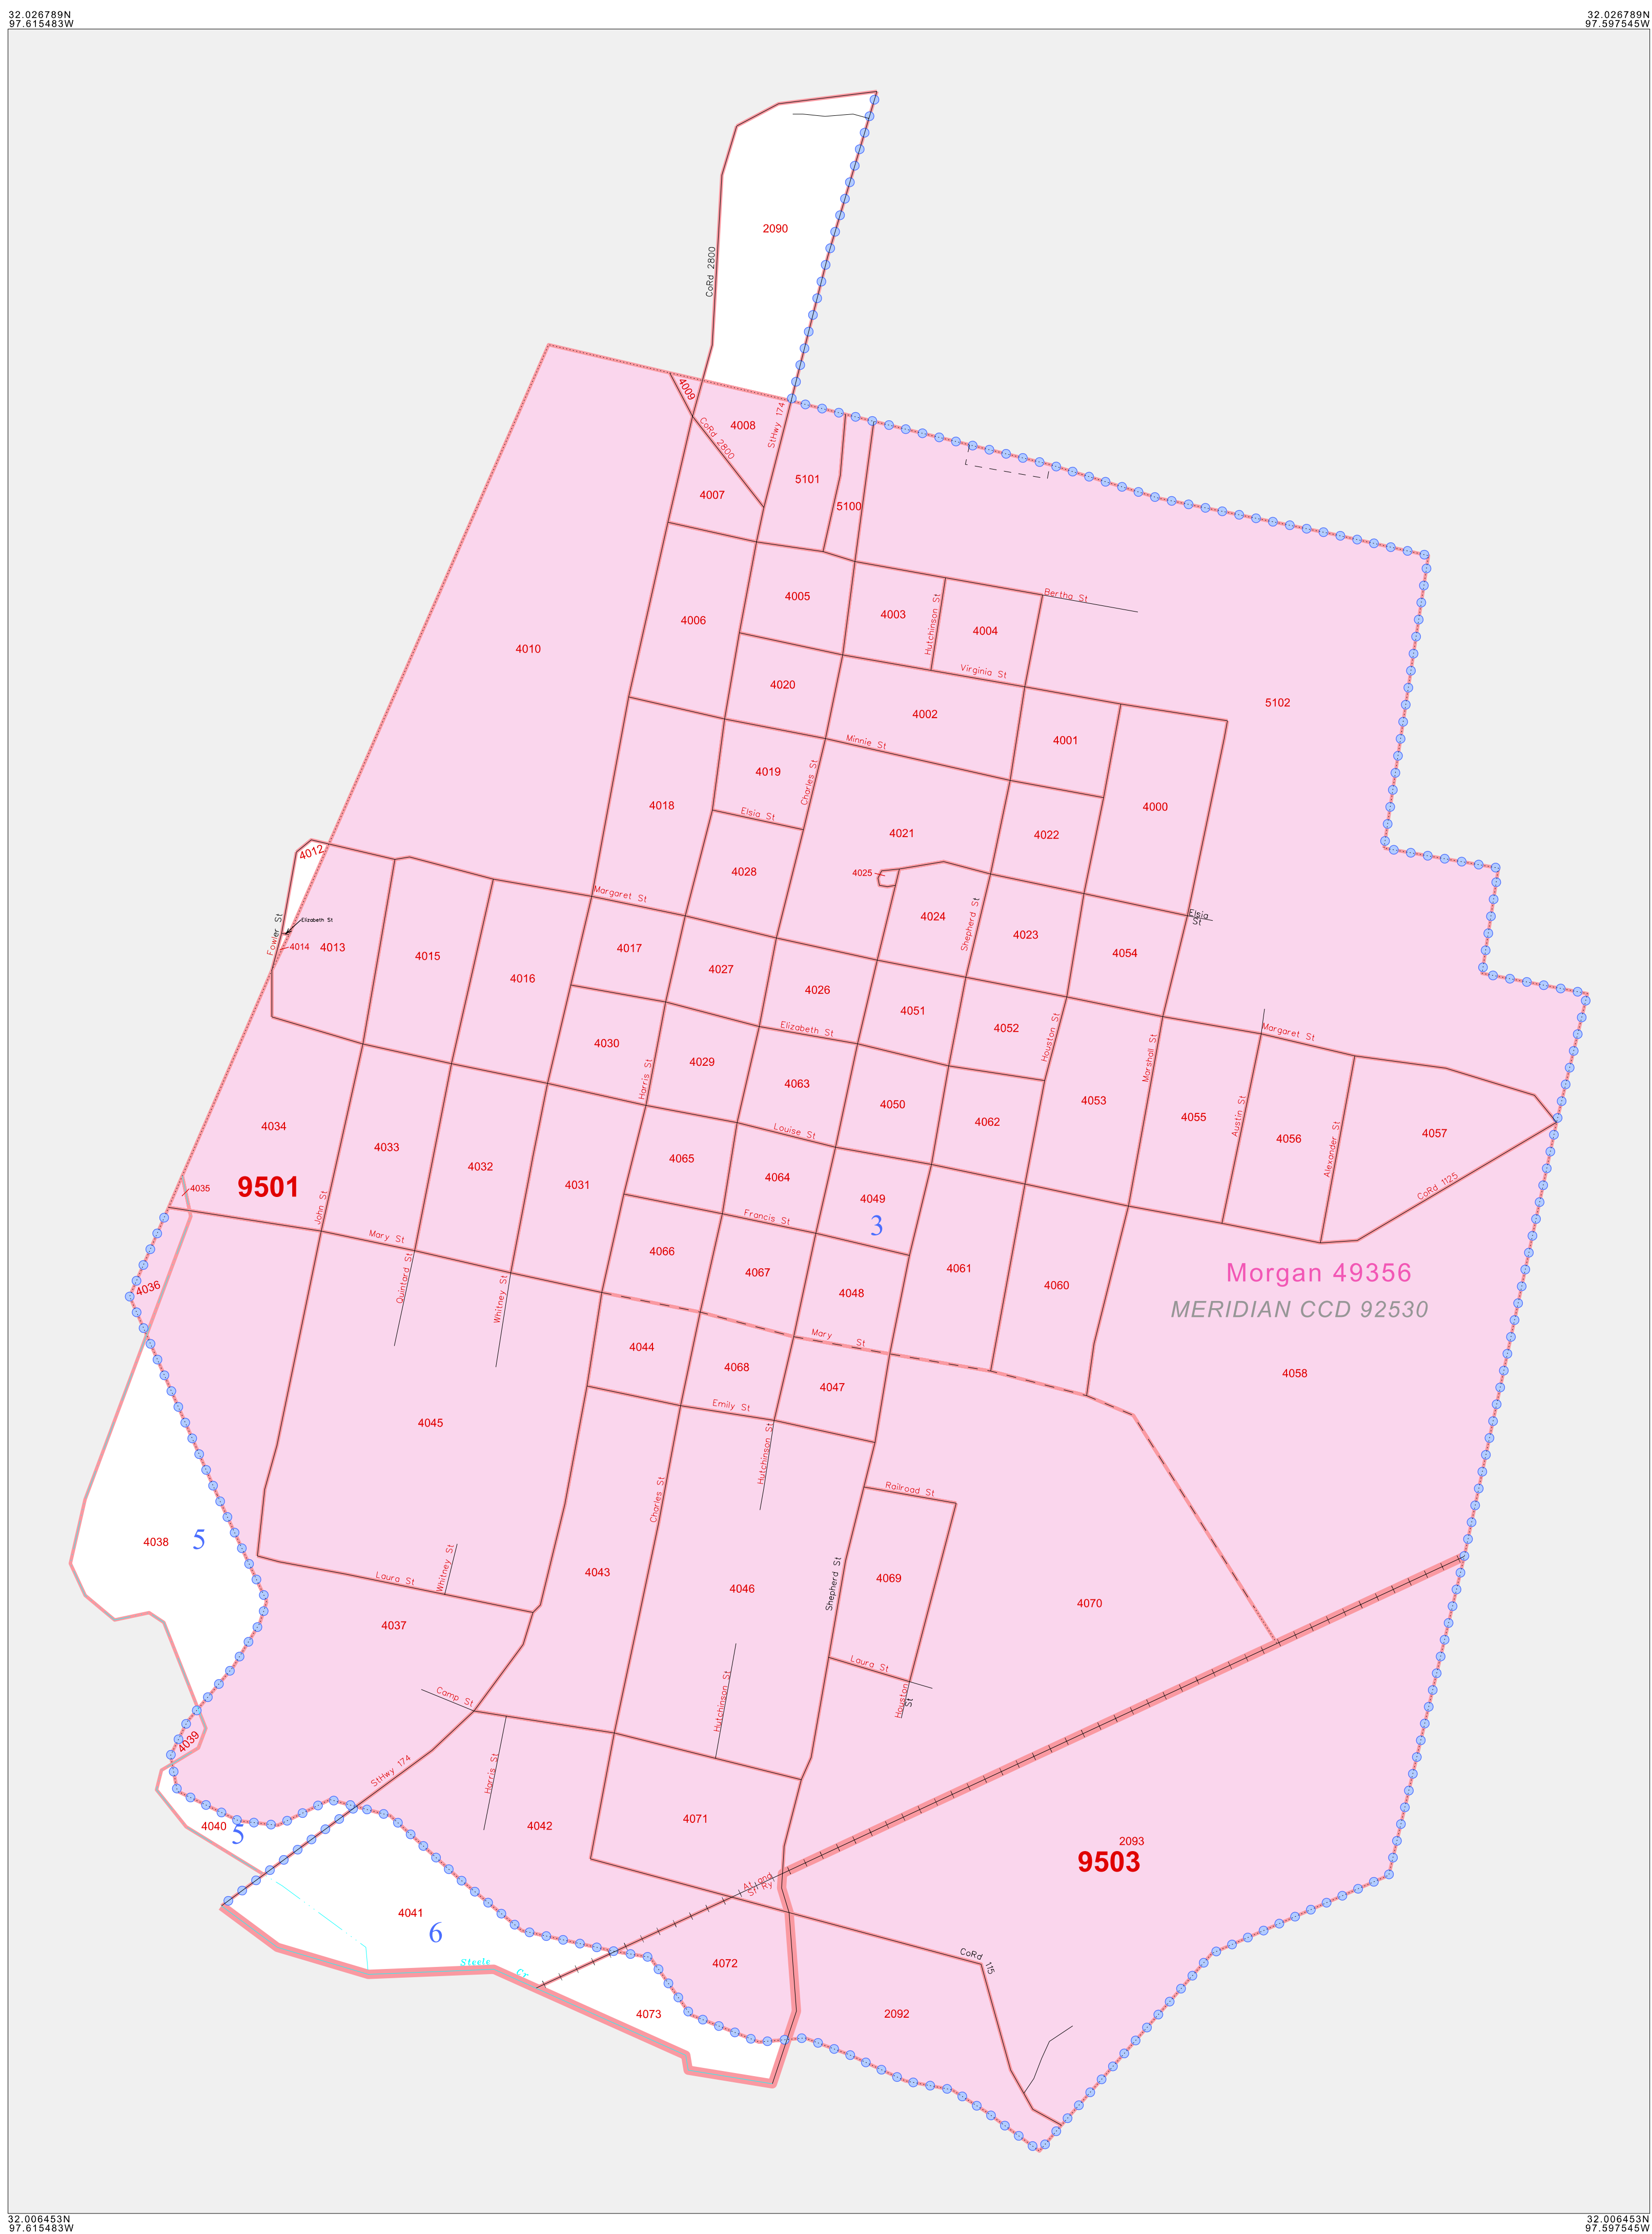 32.026789N
97.615483W
32.026789N
97.597545W
2090
CoRd 2800
4009
4008
StHwy 174
CoRd 2800
4007
5101
5100
L
4005
4003
Hutchinson St
4004
Bertha St
4006
4010
4020
Virginia St
4002
5102
4001
Minnie St
4019
Charles St
4018
Elsia St
4000
4021
4022
4012
4028
4025
Margaret St
4024
Elsia
St
Fowler St
Elizabeth St
4014
4013
4015
4016
4017
4027
Shepherd St
4023
4054
4026
4051
4052
Houston St
Elizabeth St
Margaret St
4030
4029
Harris St
4063
Marshall St
4050
4062
4053
4055
Austin St
4056
Alexander St
4057
4034
4033
4032
4031
Louise St
4065
4064
4049
3
CoRd 1125
9501
4035
John St
Mary St
Francis St
4066
4067
4048
4061
4060
Morgan 49356
MERIDIAN CCD 92530
4036
Quintard St
Whitney St
4044
4068
4047
Mary St
4058
Emily St
4045
Hutchinson St
Charles St
Railroad St
4038
5
Laura St
Whitney St
4043
4046
Shepherd St
4069
4070
4037
Laura St
Houston
St
Camp St
Hutchinson St
4039
StHwy 174
Harris St
4040
5
4042
4071
2093
9503
At and
Sf Ry
4041
6
Steele Cr
4072
CoRd 115
4073
2092
32.006453N
97.615483W
32.006453N
97.597545W